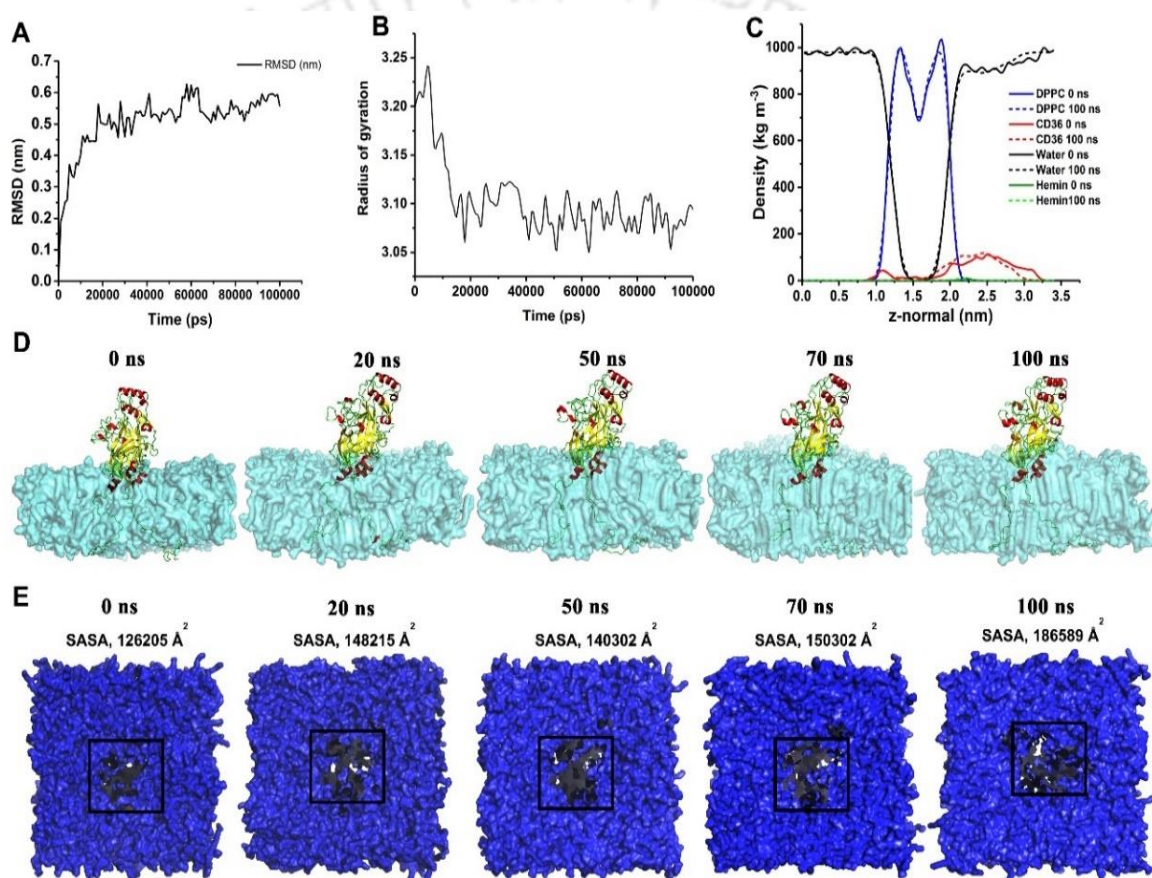 A
RMSD (nm)
0.7
0.6
0.5
0.4
0.3
0.2
0.1
0.0
0 20000 40000 60000 80000 100000
Time (ps)
RMSD (nm)
B
Radius of gyration
3.25
3.20
3.15
3.10
3.05
0 20000 40000 60000 80000 100000
Time (ps)
C
Density (kg m-3)
1000
800
600
400
200
0
0.0 0.5 1.0 1.5 2.0 2.5 3.0 3.5
z-normal (nm)
DPPC 0 ns
DPPC 100 ns
CD36 0 ns
CD36 100 ns
Water 0 ns
Water 100 ns
Hemin 0 ns
Hemin100 ns
D
0 ns 20 ns 50 ns 70 ns 100 ns
E
0 ns 20 ns 50 ns 70 ns 100 ns
SASA, 126205 Å2 SASA, 148215 Å2 SASA, 140302 Å2 SASA, 150302 Å2 SASA, 186589 Å2